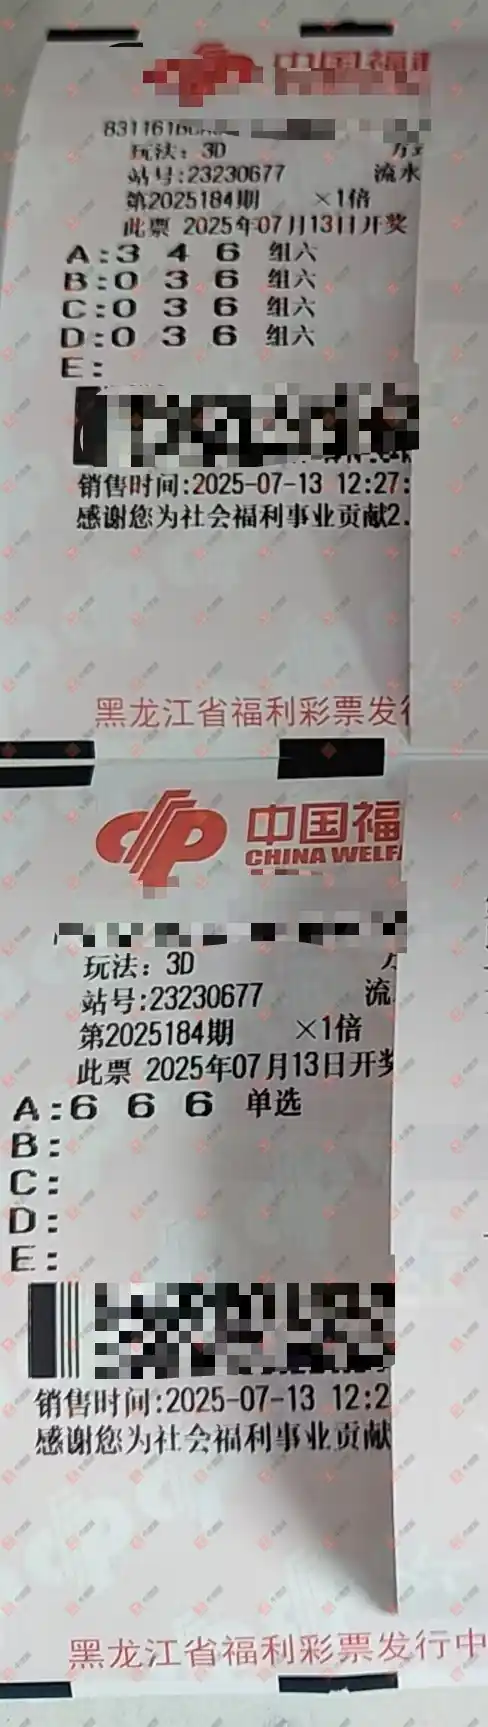 中国福
8311616
玩法：3D
站号:23230677 流水
第2025184期 ×1倍
此票 2025年07月13日开奖
A:3 4 6 组六
B:0 3 6 组六
C:0 3 6 组六
D:0 3 6 组六
E:
销售时间:2025-07-13 12:27:
感谢您为社会福利事业贡献2.
黑龙江省福利彩票发行
中国福
CHINA WELF
玩法：3D
站号:23230677 流
第2025184期 ×1倍
此票 2025年07月13日开奖
A:6 6 6 单选
B:
C:
D:
E:
销售时间:2025-07-13 12:2
感谢您为社会福利事业贡献
黑龙江省福利彩票发行中